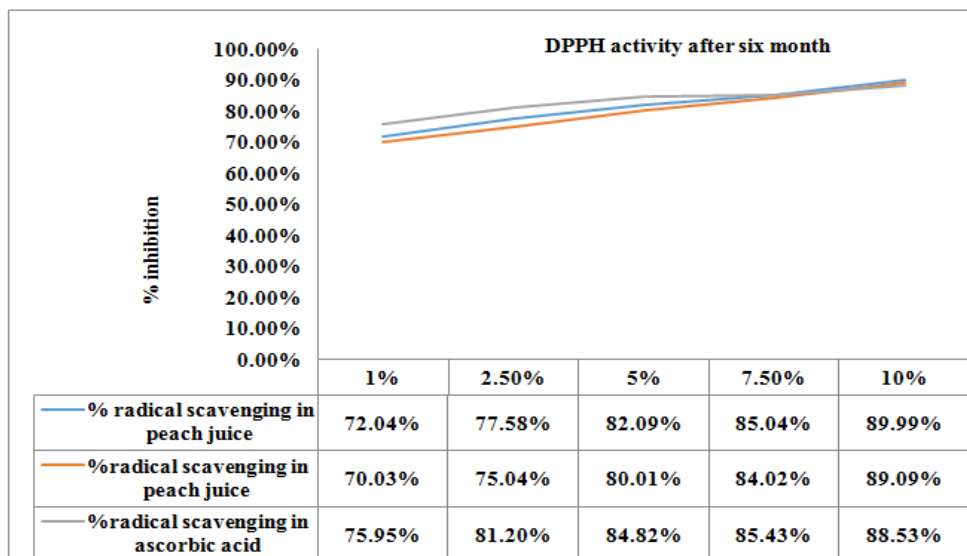 DPPH activity after six month
100.00%
90.00%
80.00%
70.00%
60.00%
50.00%
40.00%
30.00%
20.00%
10.00%
0.00%
% inhibition
1% 2.50% 5% 7.50% 10%
% radical scavenging in
peach juice
72.04% 77.58% 82.09% 85.04% 89.99%
%radical scavenging in
peach juice
70.03% 75.04% 80.01% 84.02% 89.09%
%radical scavenging in
ascorbic acid
75.95% 81.20% 84.82% 85.43% 88.53%